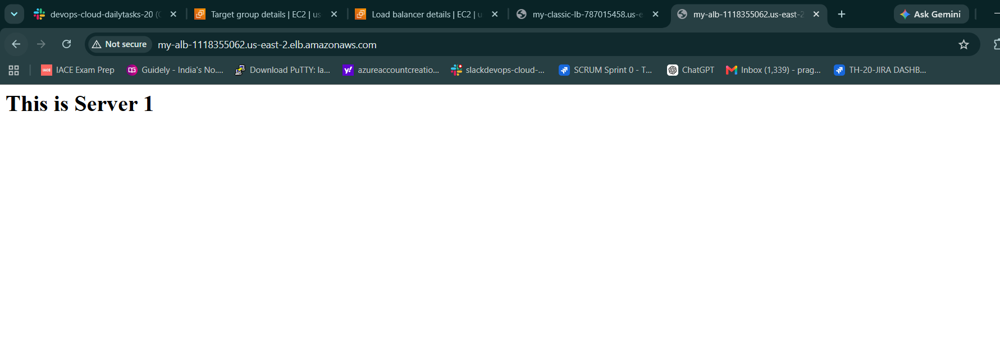 devops-cloud-dailytasks-20 (C
Target group details | EC2 | us
Load balancer details | EC2 | u
my-classic-lb-787015458.us-e
my-alb-1118355062.us-east-2
Ask Gemini
Not secure
my-alb-1118355062.us-east-2.elb.amazonaws.com
IACE
IACE Exam Prep
Guidely - India's No....
Download PuTTY: la...
y!
azureaccountcreatio...
slackdevops-cloud-...
SCRUM Sprint 0 - T...
ChatGPT
Inbox (1,339) - prag...
TH-20-JIRA DASHB...
This is Server 1